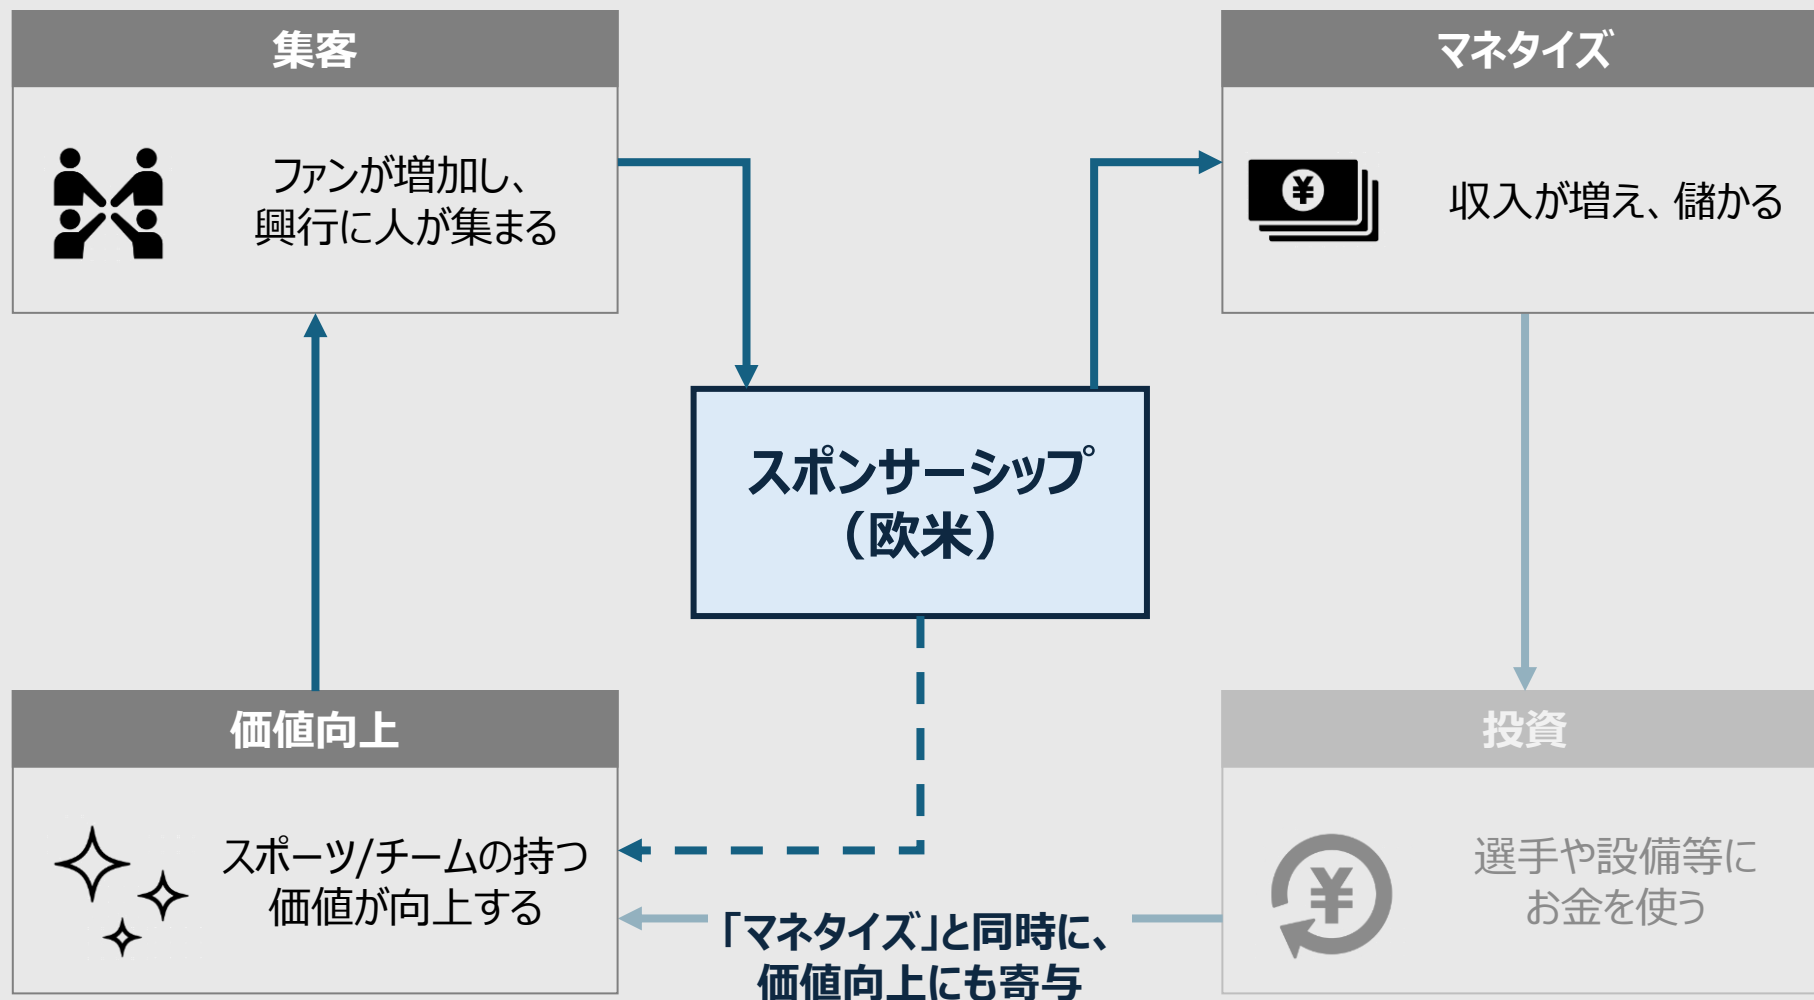 集客
ファンが増加し、
興行に人が集まる
マネタイズ
¥
収入が増え、儲かる
スポンサーシップ
（欧米）
価値向上
スポーツ/チームの持つ
価値が向上する
「マネタイズ」と同時に、
価値向上にも寄与
投資
¥
選手や設備等に
お金を使う